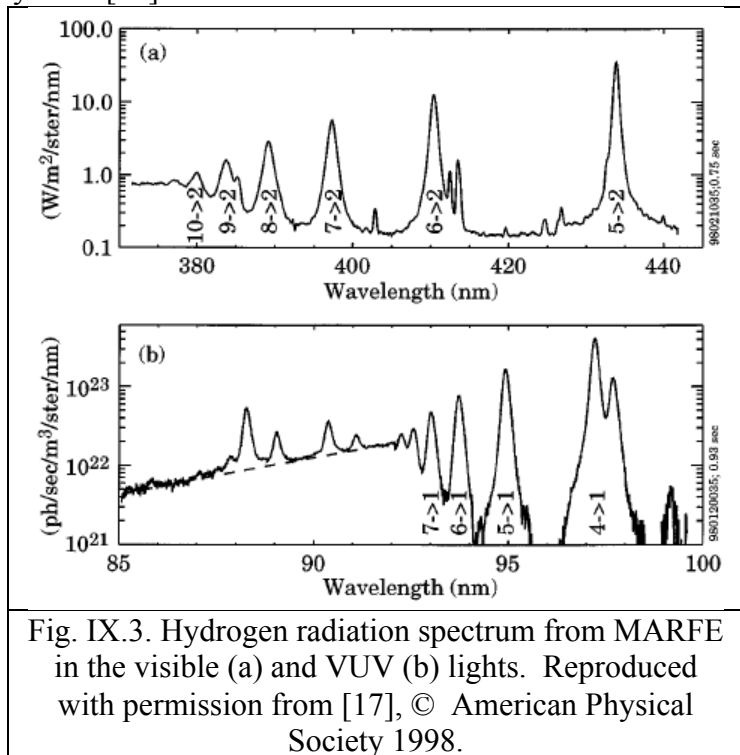 (a)
100.0
10.0
1.0
0.1
(W/m²/ster/nm)
10->2
9->2
8->2
7->2
6->2
5->2
98021035;0.75 sec
380 400 420 440
Wavelength (nm)
(b)
10²³
10²²
10²¹
(ph/sec/m³/ster/nm)
7->1
6->1
5->1
4->1
980120035; 0.93 sec
85 90 95 100
Wavelength (nm)
Fig. IX.3. Hydrogen radiation spectrum from MARFE
in the visible (a) and VUV (b) lights. Reproduced
with permission from [17], © American Physical
Society 1998.